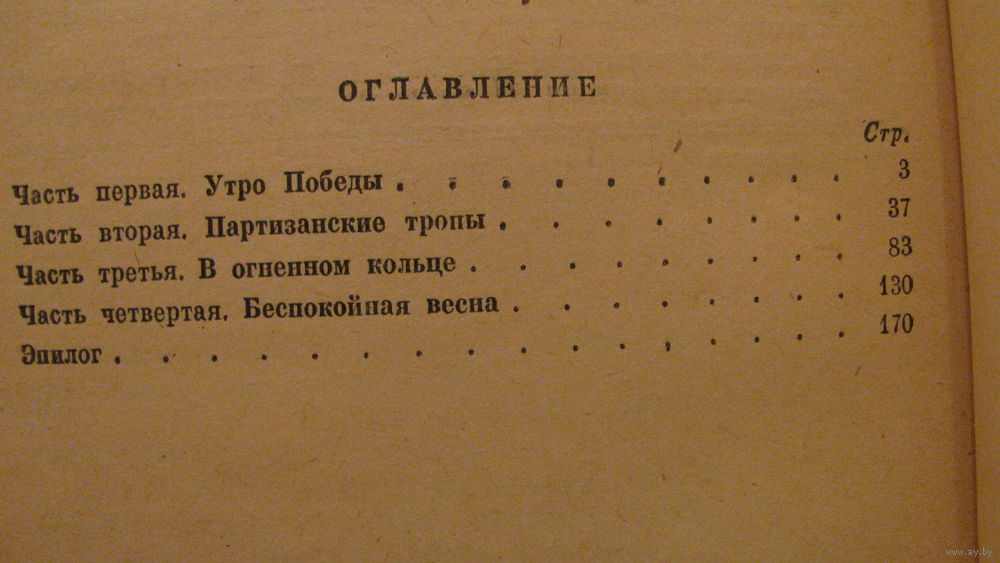 ОГЛАВЛЕНИЕ
Стр.
Часть первая. Утро Победы . . . . . . . . . . 3
Часть вторая. Партизанские тропы . . . . . . . . 37
Часть третья. В огненном кольце . . . . . . . . 83
Часть четвертая. Беспокойная весна . . . . . . . 130
Эпилог . . . . . . . . . . . . . . . 170
www.ay.by